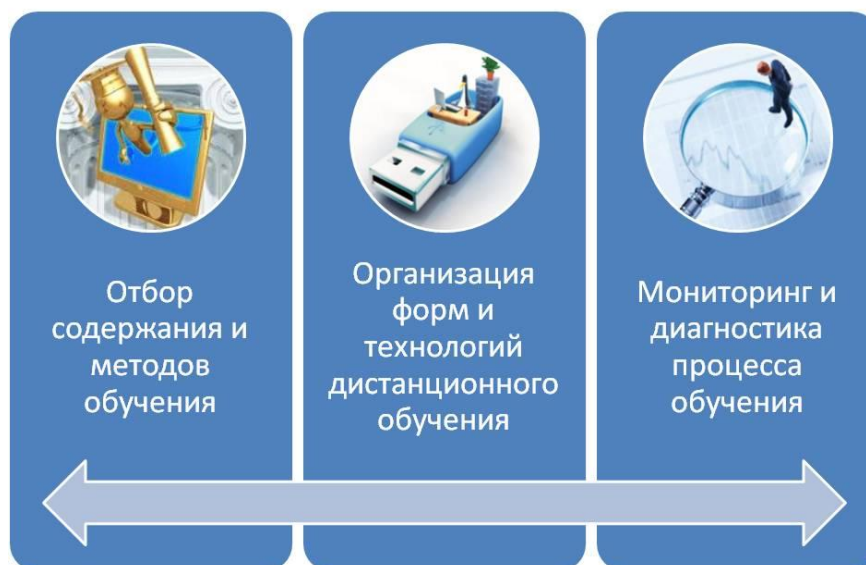 Отбор
содержания и
методов
обучения
Организация
форм и
технологий
дистанционного
обучения
Мониторинг и
диагностика
процесса
обучения